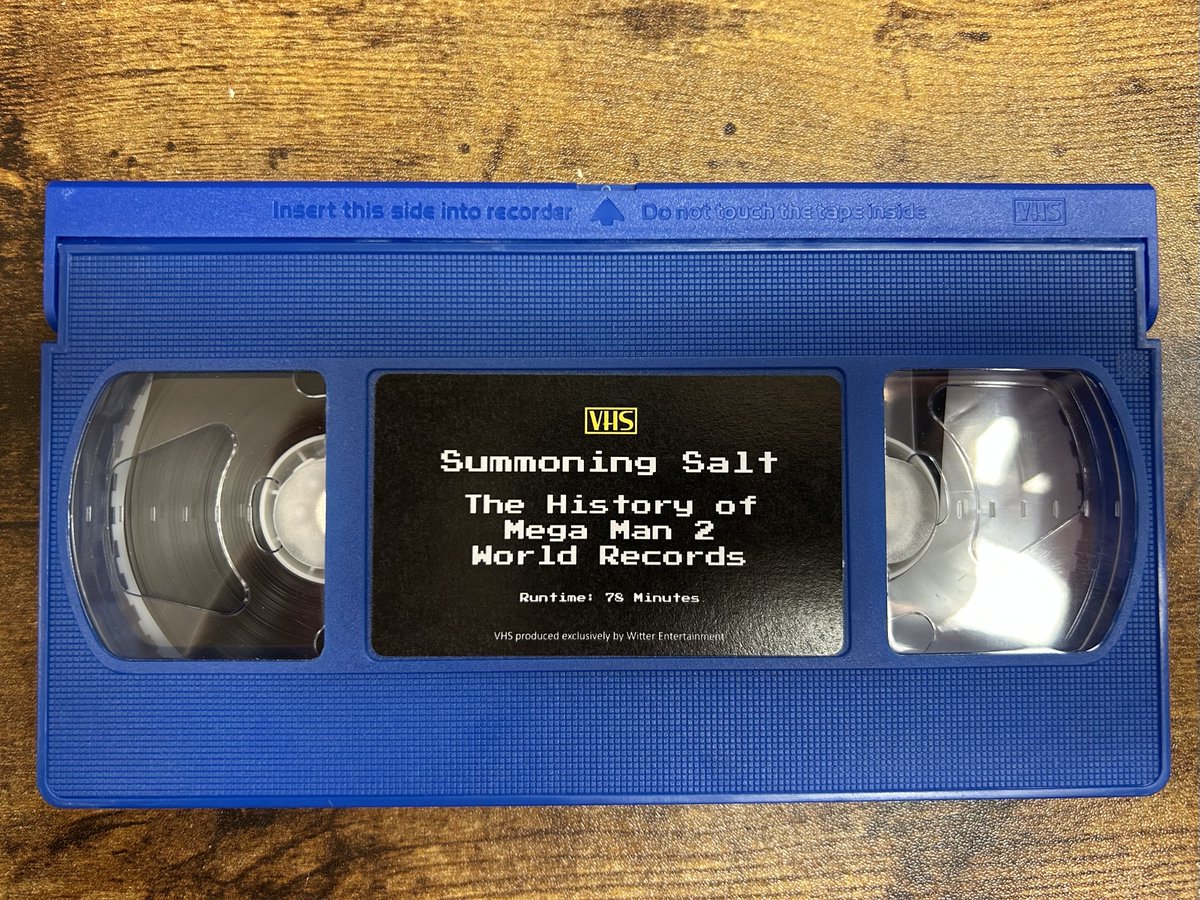 Insert this side into recorder Do not touch the tape inside VHS
VHS
Summoning Salt
The History of
Mega Man 2
World Records
Runtime: 78 Minutes
VHS produced exclusively by Witter Entertainment